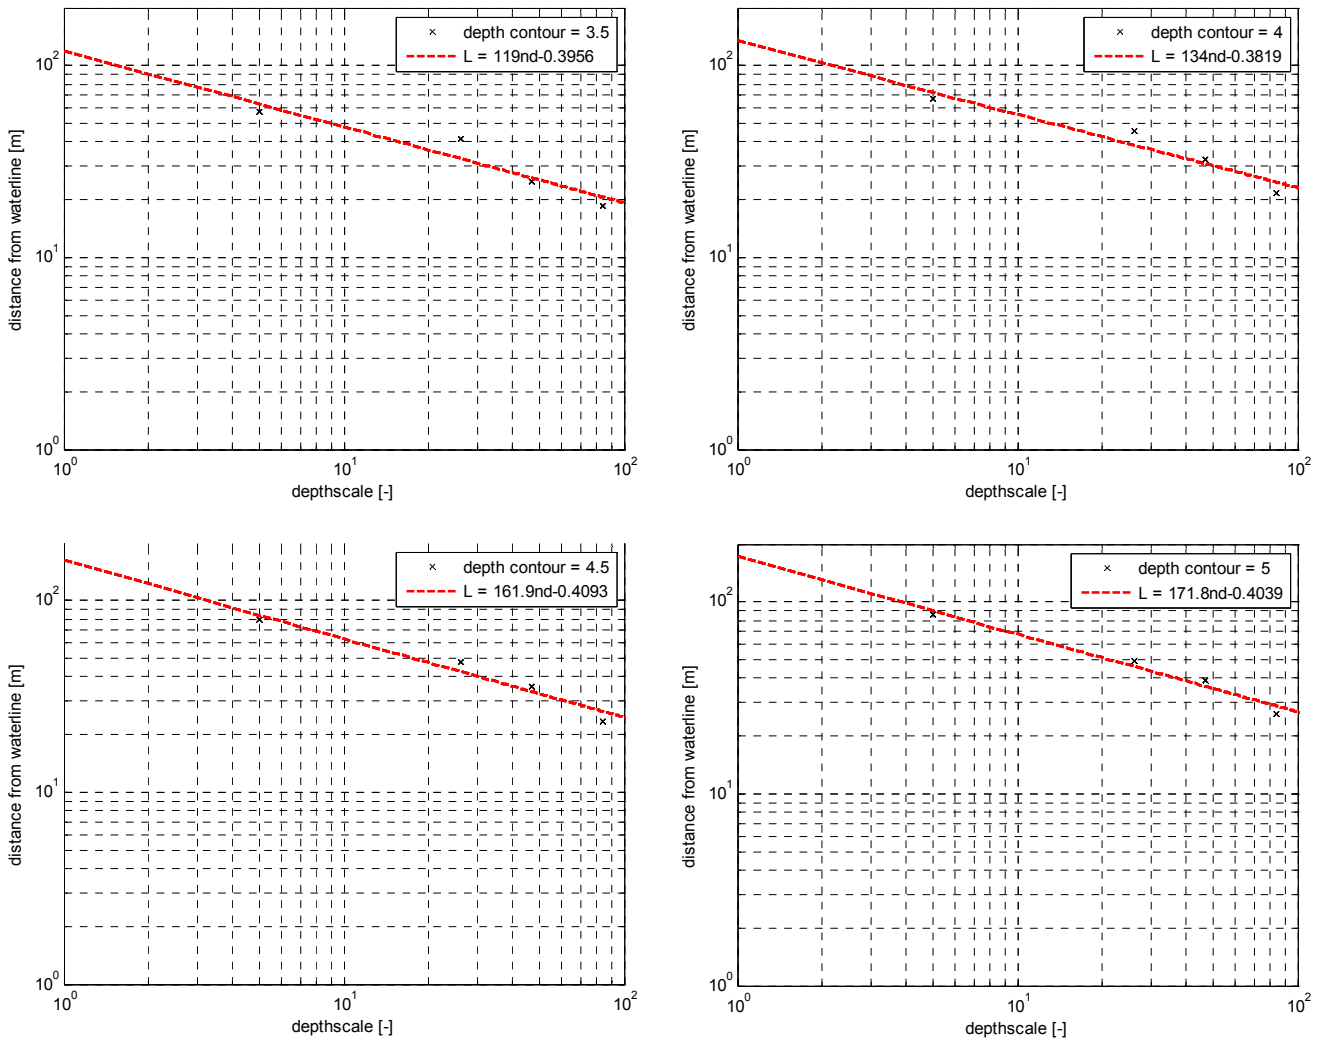 depth contour = 3.5
L = 119nd-0.3956
10²
10¹
10⁰
distance from waterline [m]
10⁰ 10¹ 10²
depthscale [-]
depth contour = 4
L = 134nd-0.3819
10²
10¹
10⁰
distance from waterline [m]
10⁰ 10¹ 10²
depthscale [-]
depth contour = 4.5
L = 161.9nd-0.4093
10²
10¹
10⁰
distance from waterline [m]
10⁰ 10¹ 10²
depthscale [-]
depth contour = 5
L = 171.8nd-0.4039
10²
10¹
10⁰
distance from waterline [m]
10⁰ 10¹ 10²
depthscale [-]